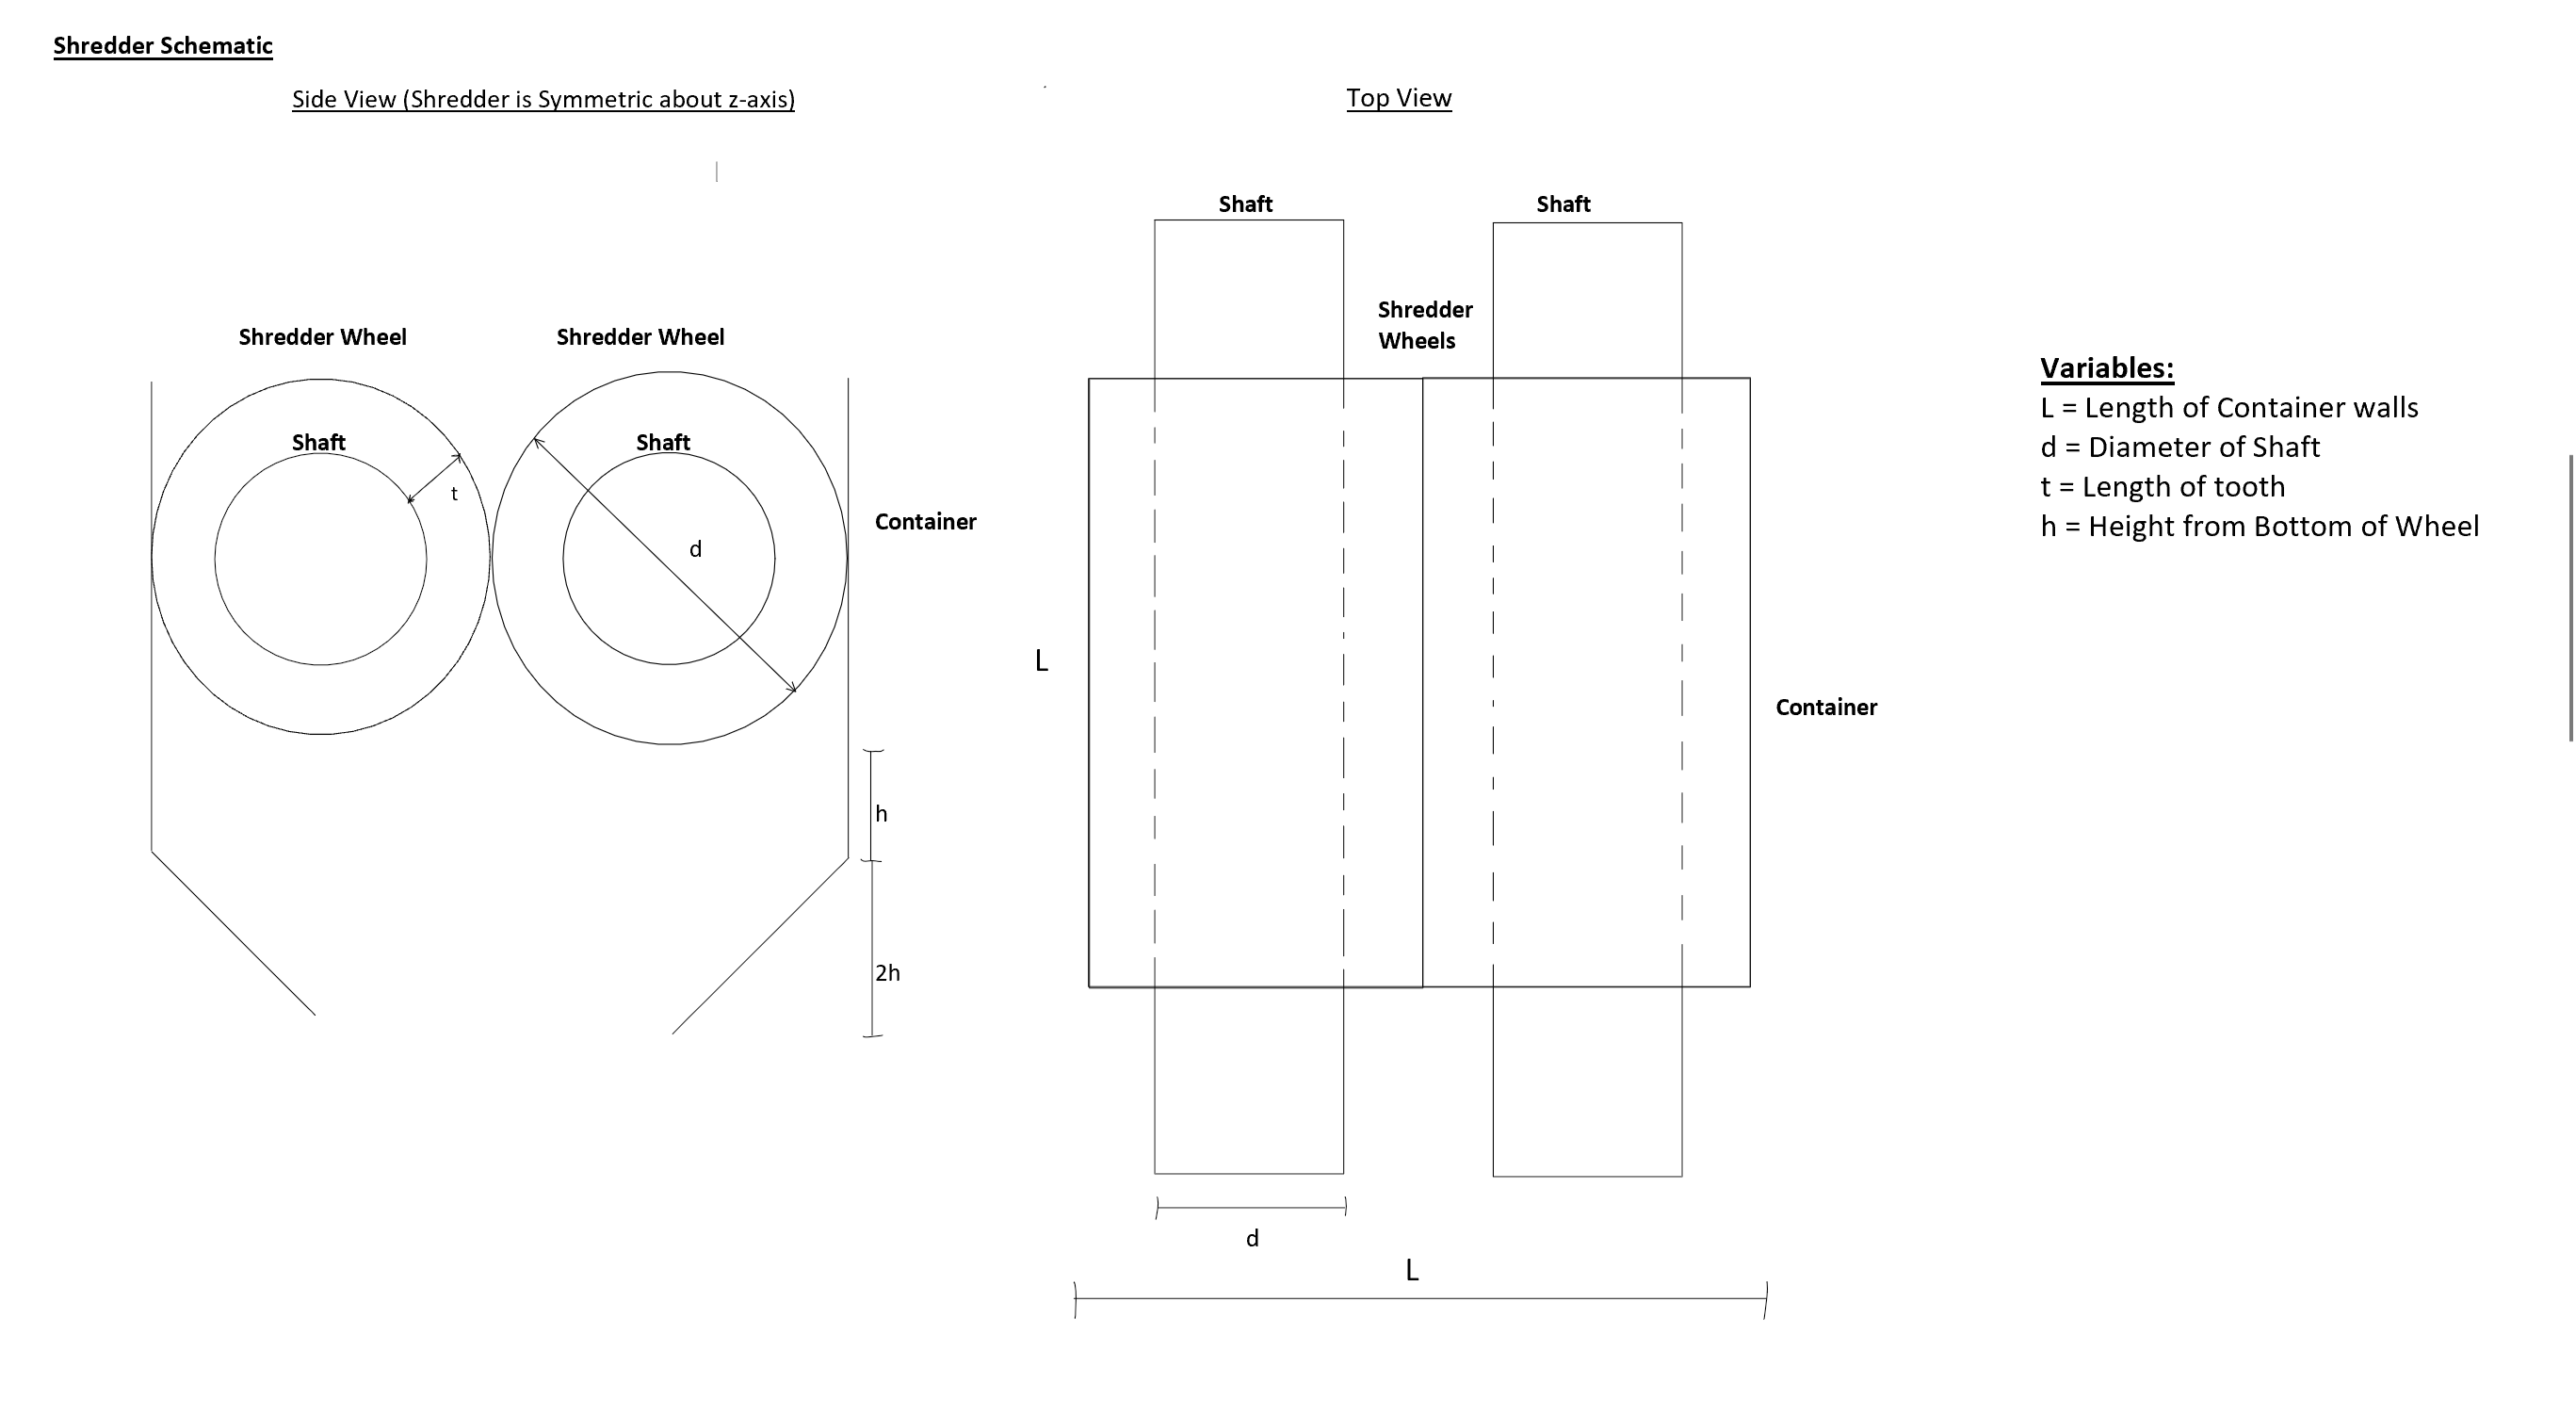 Shredder Schematic
Side View (Shredder is Symmetric about z-axis)
Shredder Wheel
Shredder Wheel
Shaft
Shaft
t
d
Container
h
2h
Top View
Shaft
Shaft
Shredder
Wheels
L
Container
d
L
Variables:
L = Length of Container walls
d = Diameter of Shaft
t = Length of tooth
h = Height from Bottom of Wheel